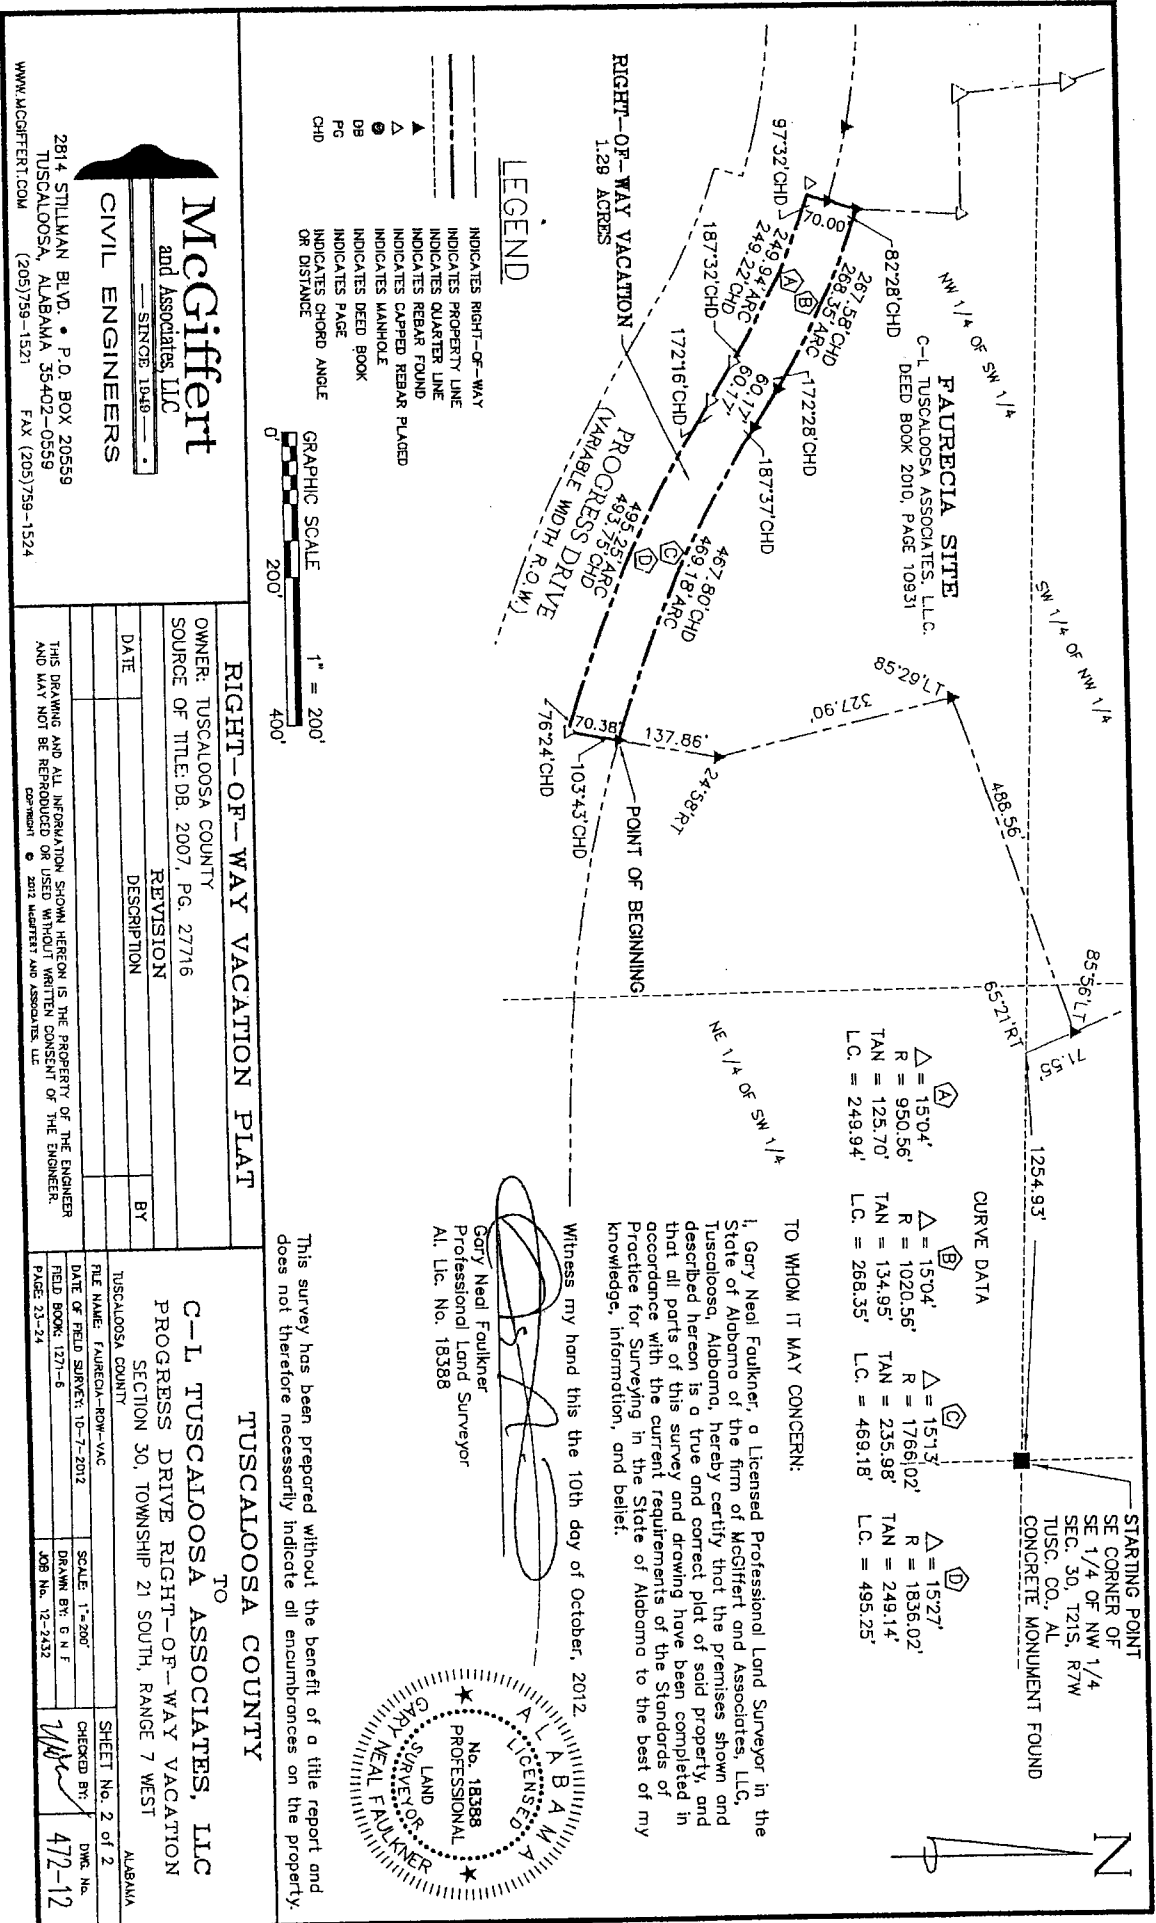 STARTING POINT
SE CORNER OF
SE 1/4 OF NW 1/4
SEC. 30, T21S, R7W
TUSC. CO., AL
CONCRETE MONUMENT FOUND
N
SW 1/4 OF NW 1/4
NW 1/4 OF SW 1/4
NE 1/4 OF SW 1/4
1254.93'
65°21'RT
71.55'
85°56'LT
488.56'
85°29'LT
327.90'
24°58'RT
137.86'
POINT OF BEGINNING
FAURECIA SITE
C-L TUSCALOOSA ASSOCIATES, L.L.C.
DEED BOOK 2010, PAGE 10931
82°28'CHD
267.58' CHD
268.35' ARC
172°28'CHD
60.17'
187°37'CHD
467.80' CHD
469.18' ARC
97°32'CHD
70.00'
249.94' ARC
249.22' CHD
A
B
187°32'CHD
60.17'
172°16'CHD
C
D
495.25' ARC
493.75' CHD
PROGRESS DRIVE
(VARIABLE WIDTH R.O.W.)
70.38'
76°24'CHD
103°43'CHD
RIGHT-OF-WAY VACATION
1.29 ACRES
CURVE DATA
A
△ = 15°04'
R = 950.56'
TAN = 125.70'
L.C. = 249.94'
B
△ = 15°04'
R = 1020.56'
TAN = 134.95'
L.C. = 268.35'
C
△ = 15°13'
R = 1766.02'
TAN = 235.98'
L.C. = 469.18'
D
△ = 15°27'
R = 1836.02'
TAN = 249.14'
L.C. = 495.25'
TO WHOM IT MAY CONCERN:
I, Gary Neal Faulkner, a Licensed Professional Land Surveyor in the
State of Alabama of the firm of McGiffert and Associates, LLC,
Tuscaloosa, Alabama, hereby certify that the premises shown and
described hereon is a true and correct plat of said property, and
that all parts of this survey and drawing have been completed in
accordance with the current requirements of the Standards of
Practice for Surveying in the State of Alabama to the best of my
knowledge, information, and belief.
Witness my hand this the 10th day of October, 2012.
Gary Neal Faulkner
Professional Land Surveyor
Al. Lic. No. 18388
ALABAMA
LICENSED
No. 18388
PROFESSIONAL
LAND
SURVEYOR
GARY NEAL FAULKNER
This survey has been prepared without the benefit of a title report and
does not therefore necessarily indicate all encumbrances on the property.
LEGEND
INDICATES RIGHT-OF-WAY
INDICATES PROPERTY LINE
INDICATES QUARTER LINE
INDICATES REBAR FOUND
INDICATES CAPPED REBAR PLACED
INDICATES MANHOLE
DB INDICATES DEED BOOK
PG INDICATES PAGE
CHD INDICATES CHORD ANGLE
OR DISTANCE
GRAPHIC SCALE 1" = 200'
0' 200' 400'
McGiffert
and Associates, LLC
SINCE 1949
CIVIL ENGINEERS
2814 STILLMAN BLVD. • P.O. BOX 20559
TUSCALOOSA, ALABAMA 35402-0559
WWW.MCGIFFERT.COM (205)759-1521 FAX (205)759-1524
RIGHT-OF-WAY VACATION PLAT
OWNER: TUSCALOOSA COUNTY
SOURCE OF TITLE: DB. 2007, PG. 27716
REVISION
DATE DESCRIPTION BY
THIS DRAWING AND ALL INFORMATION SHOWN HEREON IS THE PROPERTY OF THE ENGINEER
AND MAY NOT BE REPRODUCED OR USED WITHOUT WRITTEN CONSENT OF THE ENGINEER.
COPYRIGHT © 2012 McGIFFERT AND ASSOCIATES, LLC
TUSCALOOSA COUNTY
TO
C-L TUSCALOOSA ASSOCIATES, LLC
PROGRESS DRIVE RIGHT-OF-WAY VACATION
SECTION 30, TOWNSHIP 21 SOUTH, RANGE 7 WEST
TUSCALOOSA COUNTY ALABAMA
FILE NAME: FAURECIA-ROW-VAC
SHEET No. 2 of 2
DATE OF FIELD SURVEY: 10-7-2012
SCALE: 1"=200'
CHECKED BY:
DWG. No.
FIELD BOOK: 1271-6
DRAWN BY: G N F
472-12
PAGE: 23-24
JOB No. 12-2432